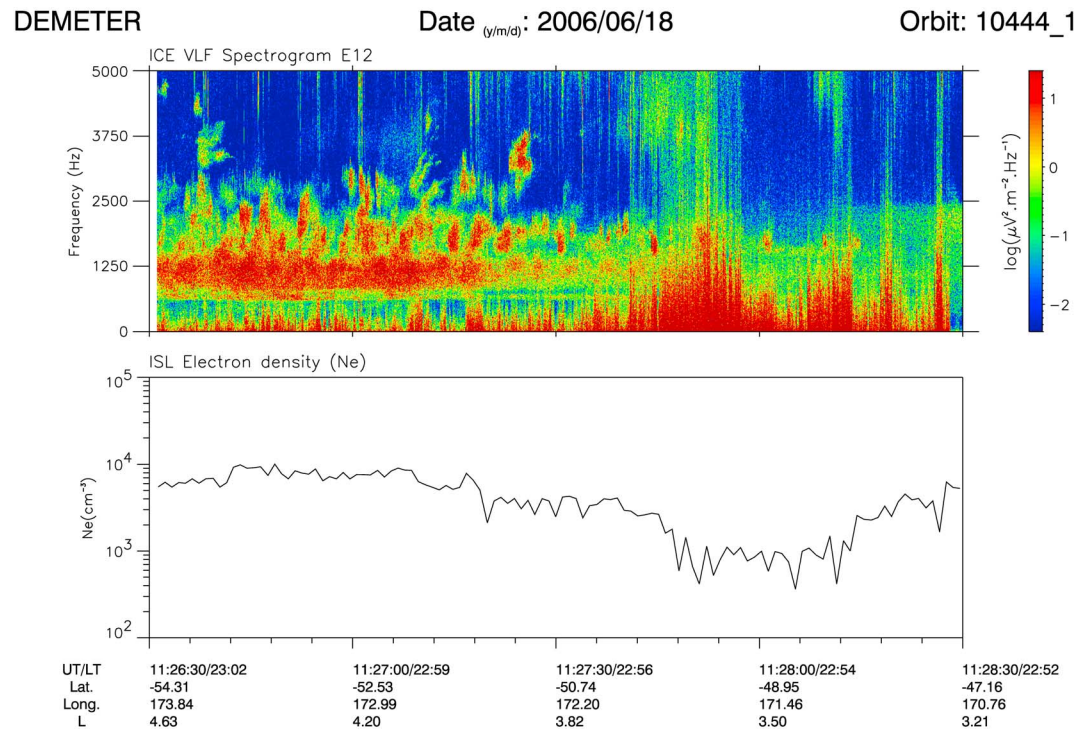 DEMETER Date (y/m/d): 2006/06/18 Orbit: 10444_1
ICE VLF Spectrogram E12
5000
3750
2500
1250
0
Frequency (Hz)
1
0
−1
−2
log(μV².m⁻².Hz⁻¹)
ISL Electron density (Ne)
10⁵
10⁴
10³
10²
Ne(cm⁻³)
UT/LT 11:26:30/23:02 11:27:00/22:59 11:27:30/22:56 11:28:00/22:54 11:28:30/22:52
Lat. -54.31 -52.53 -50.74 -48.95 -47.16
Long. 173.84 172.99 172.20 171.46 170.76
L 4.63 4.20 3.82 3.50 3.21